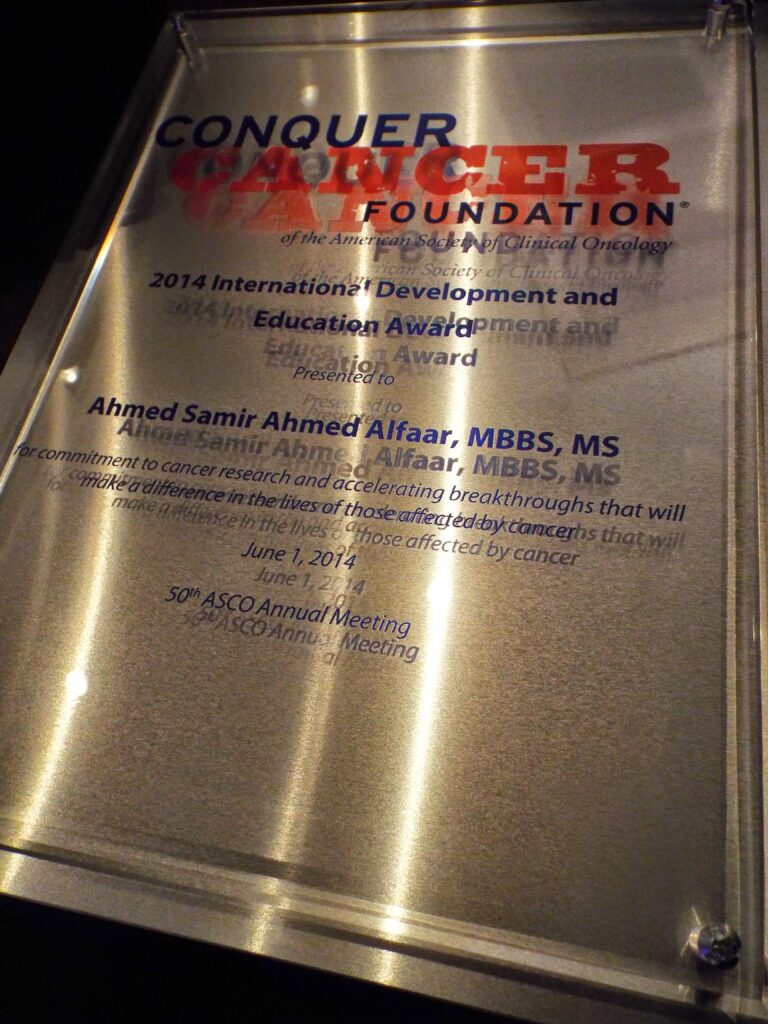 CONQUER
CANCER
FOUNDATION®
of the American Society of Clinical Oncology
2014 International Development and
Education Award
Presented to
Ahmed Samir Ahmed Alfaar, MBBS, MS
for commitment to cancer research and accelerating breakthroughs that will
make a difference in the lives of those affected by cancer
June 1, 2014
50th ASCO Annual Meeting